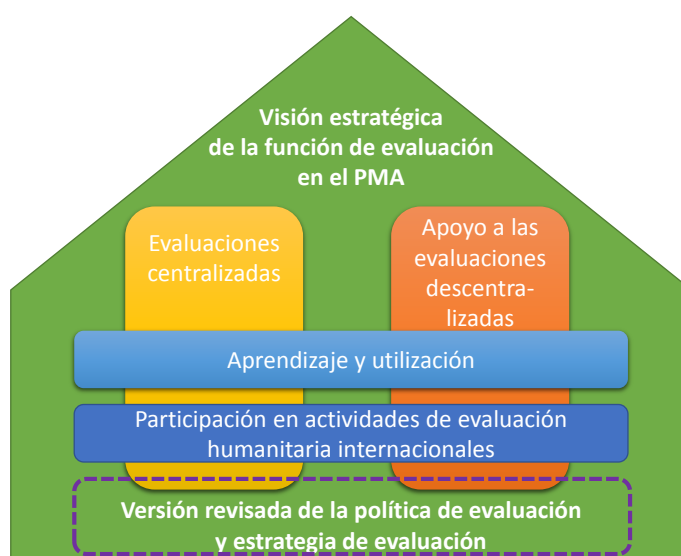 Visión estratégica
de la función de evaluación
en el PMA
Evaluaciones
centralizadas
Apoyo a las
evaluaciones
descentra-
lizadas
Aprendizaje y utilización
Participación en actividades de evaluación
humanitaria internacionales
Versión revisada de la política de evaluación
y estrategia de evaluación